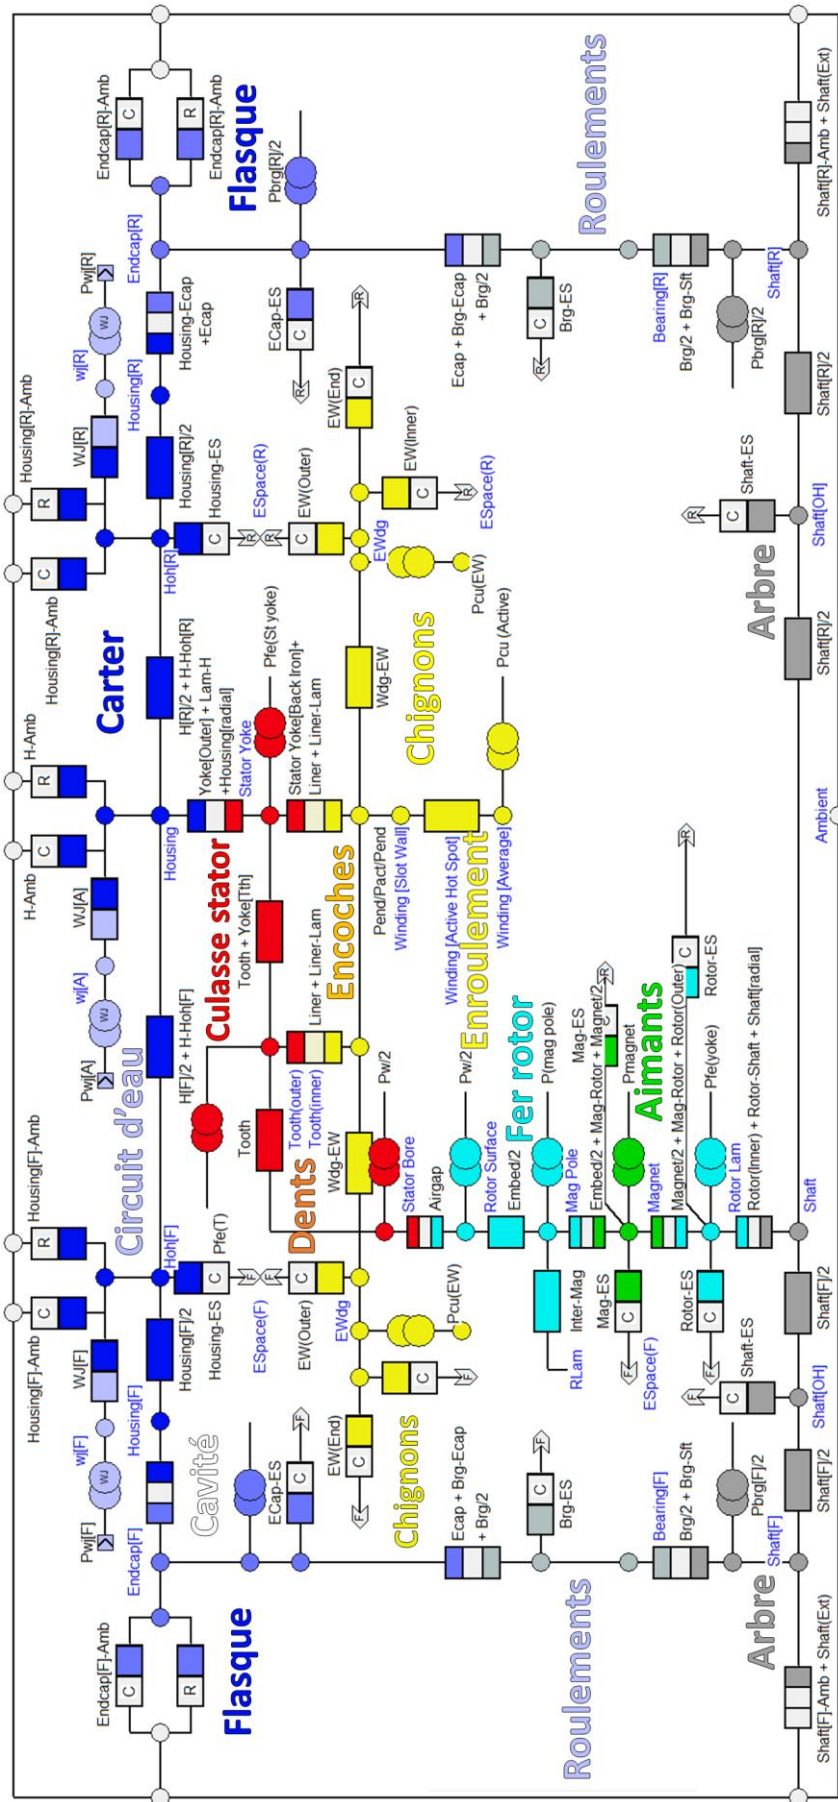 Housing[F]-Amb
Housing[F]-Amb
H-Amb
H-Amb
Housing[R]-Amb
Housing[R]-Amb
C
R
C
R
C
R
Pwj[F]
wj[F]
WJ
WJ[F]
Pwj[A]
wj[A]
WJ
WJ[A]
WJ[R]
wj[R]
WJ
Pwj[R]
Endcap[F]-Amb
C
R
Endcap[F]-Amb
Endcap[F]
Housing[F]
Circuit d'eau
Carter
Housing[R]
Endcap[R]
Endcap[R]-Amb
C
R
Endcap[R]-Amb
Flasque
Cavité
Housing[F]/2
Hoh[F]
H[F]/2 + H-Hoh[F]
Housing
H[R]/2 + H-Hoh[R]
Hoh[R]
Housing[R]/2
Housing-Ecap
+Ecap
Flasque
C
Housing-ES
F
F
ESpace(F)
C
EW(Outer)
Pfe(T)
Culasse stator
Yoke[Outer] + Lam-H
+Housing[radial]
Stator Yoke
Pfe(St yoke)
C
Housing-ES
R
R
ESpace(R)
C
EW(Outer)
ECap-ES
C
F
ECap-ES
C
R
Pbrg[R]/2
Tooth
Tooth + Yoke[Tth]
Dents
Tooth(outer)
Tooth(inner)
Liner + Liner-Lam
Encoches
Stator Yoke[Back Iron]+
Liner + Liner-Lam
EWdg
EW(End)
F
C
Wdg-EW
Wdg-EW
EWdg
EW(End)
C
R
Chignons
C
F
Pcu(EW)
Pw/2
Stator Bore
Pend/Pact/Pend
Winding [Slot Wall]
Chignons
Pcu(EW)
EW(Inner)
C
R
ESpace(R)
Airgap
Pw/2
Winding [Active Hot Spot]
Enroulement
Winding [Average]
Pcu (Active)
Ecap + Brg-Ecap
+ Brg/2
Ecap + Brg-Ecap
+ Brg/2
Rotor Surface
Embed/2
Fer rotor
Brg-ES
C
F
Brg-ES
C
R
P(mag pole)
Inter-Mag
RLam
Mag Pole
Embed/2 + Mag-Rotor + Magnet/2
Mag-ES
C
R
Roulements
Roulements
Mag-ES
C
F
ESpace(F)
Pmagnet
Magnet
Aimants
Magnet/2 + Mag-Rotor + Rotor(Outer)
Bearing[F]
Brg/2 + Brg-Sft
Bearing[R]
Brg/2 + Brg-Sft
Rotor-ES
C
F
Pfe(yoke)
Rotor Lam
Rotor-ES
C
R
Pbrg[F]/2
Pbrg[R]/2
Rotor(Inner) + Rotor-Shaft + Shaft[radial]
F
C
Shaft-ES
R
C
Shaft-ES
Arbre
Arbre
Shaft[F]
Shaft[OH]
Shaft
Shaft[OH]
Shaft[R]
Shaft[F]-Amb + Shaft(Ext)
Shaft[F]/2
Shaft[F]/2
Ambient
Shaft[R]/2
Shaft[R]/2
Shaft[R]-Amb + Shaft(Ext)